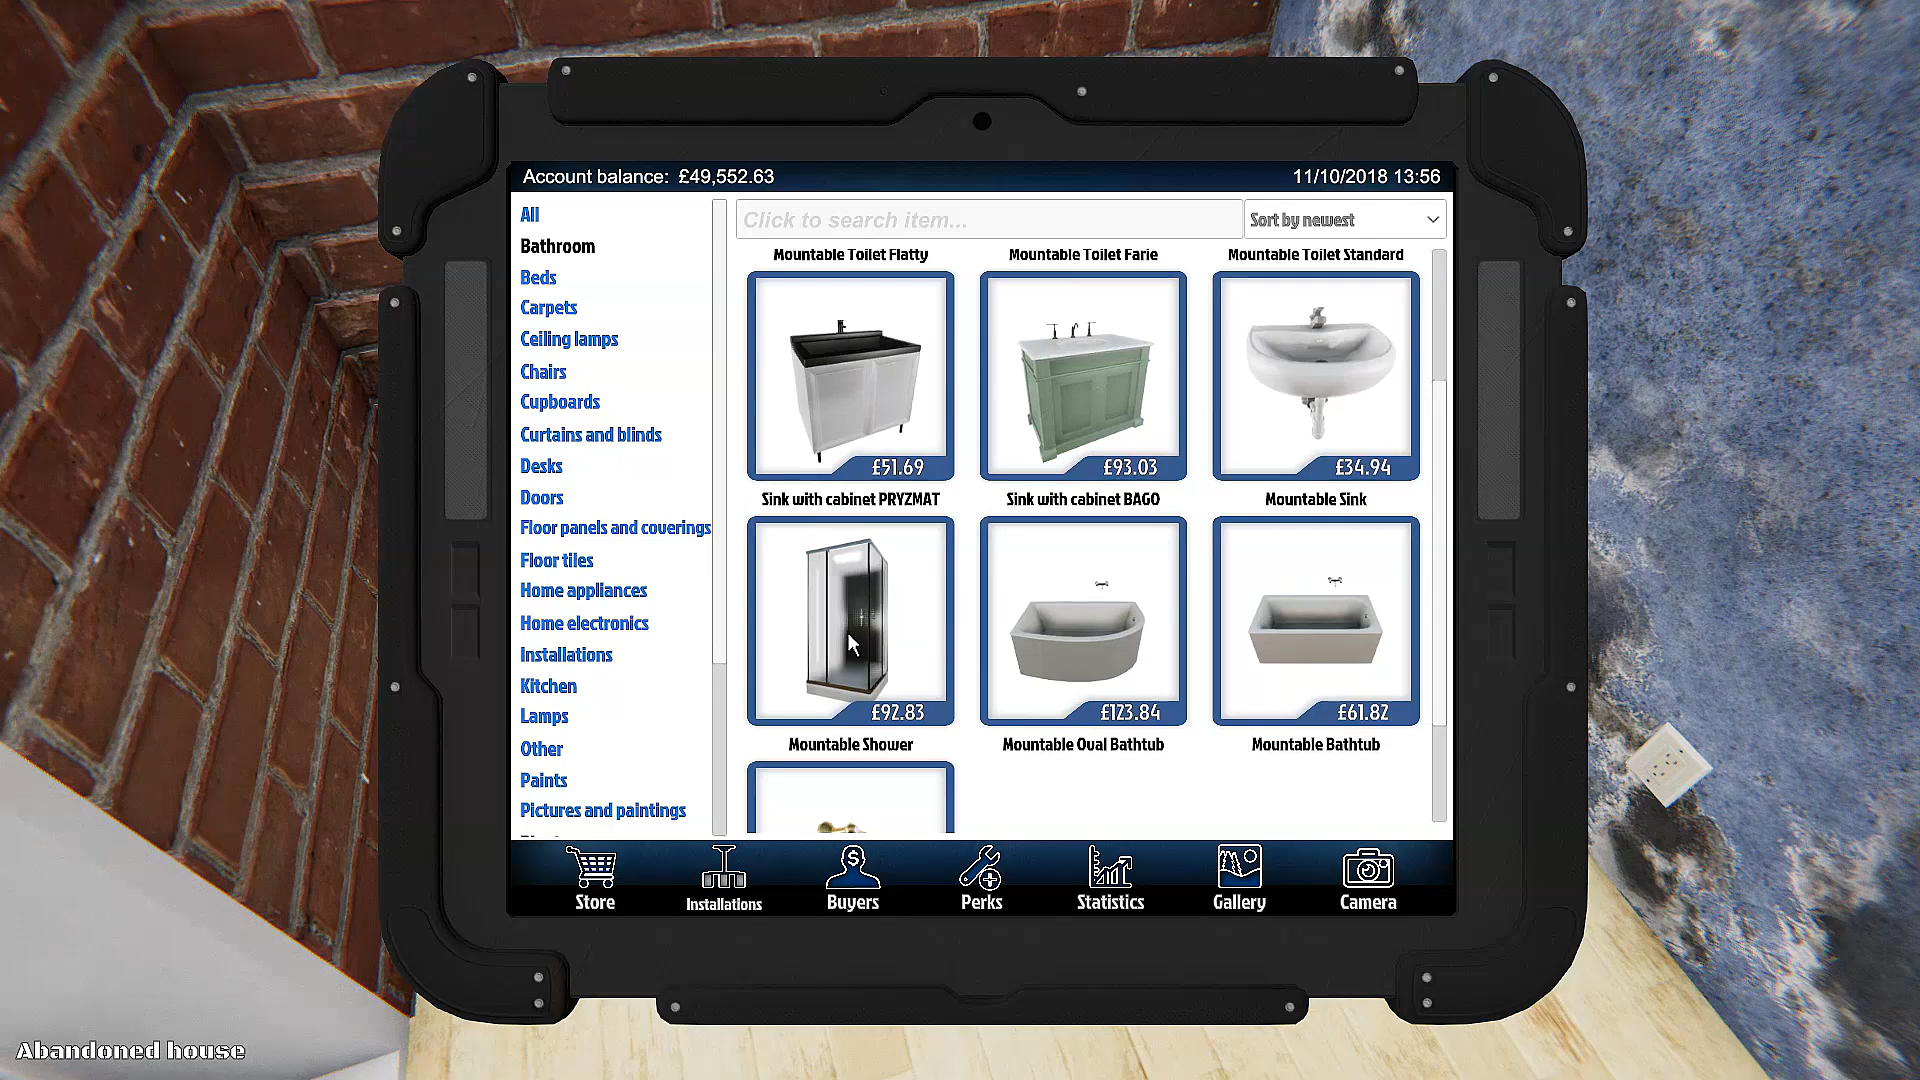 Account balance: £49,552.63
11/10/2018 13:56
All
Bathroom
Beds
Carpets
Ceiling lamps
Chairs
Cupboards
Curtains and blinds
Desks
Doors
Floor panels and coverings
Floor tiles
Home appliances
Home electronics
Installations
Kitchen
Lamps
Other
Paints
Pictures and paintings
Click to search item...
Sort by newest
Mountable Toilet Flatty
Mountable Toilet Farie
Mountable Toilet Standard
£51.69
£93.03
£34.94
Sink with cabinet PRYZMAT
Sink with cabinet BAGO
Mountable Sink
£92.83
£123.84
£61.82
Mountable Shower
Mountable Oval Bathtub
Mountable Bathtub
Store
Installations
Buyers
Perks
Statistics
Gallery
Camera
Abandoned house